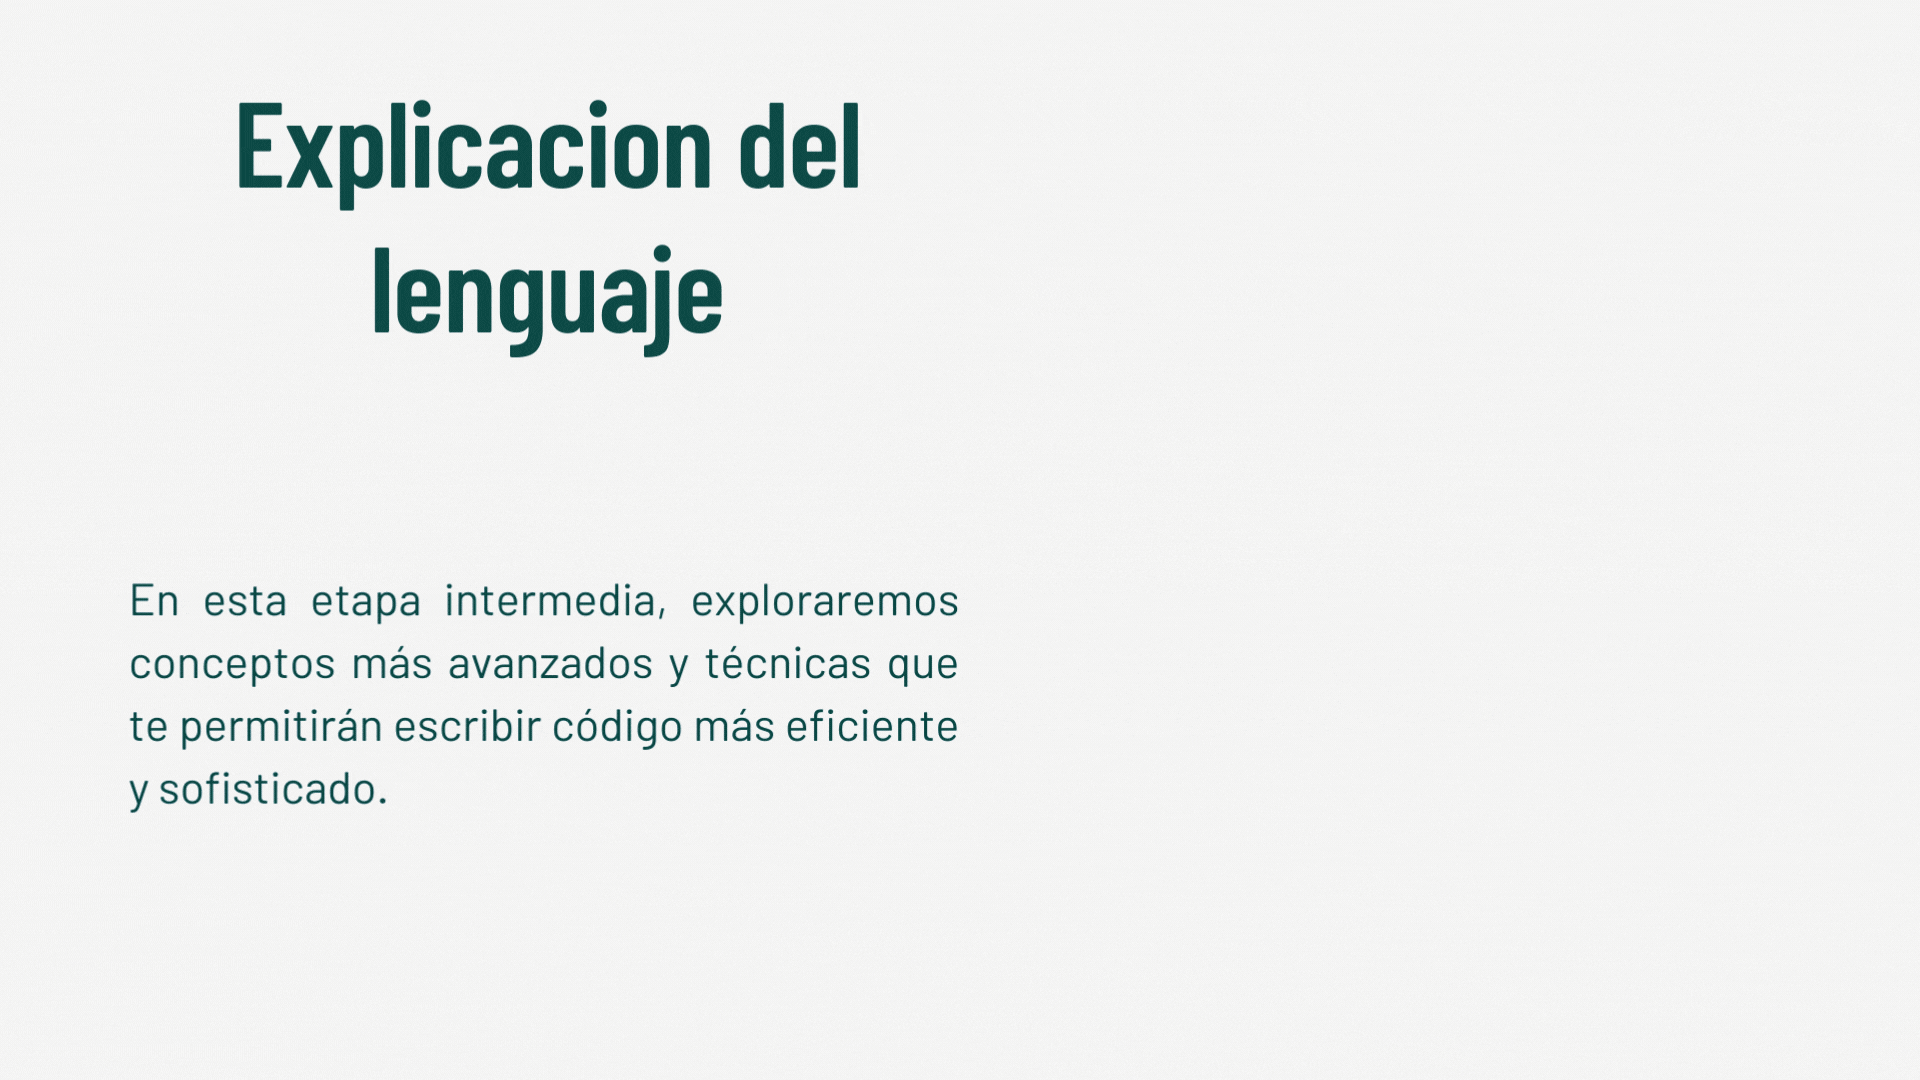 Explicacion del
lenguaje
En esta etapa intermedia, exploraremos
conceptos más avanzados y técnicas que
te permitirán escribir código más eficiente
y sofisticado.